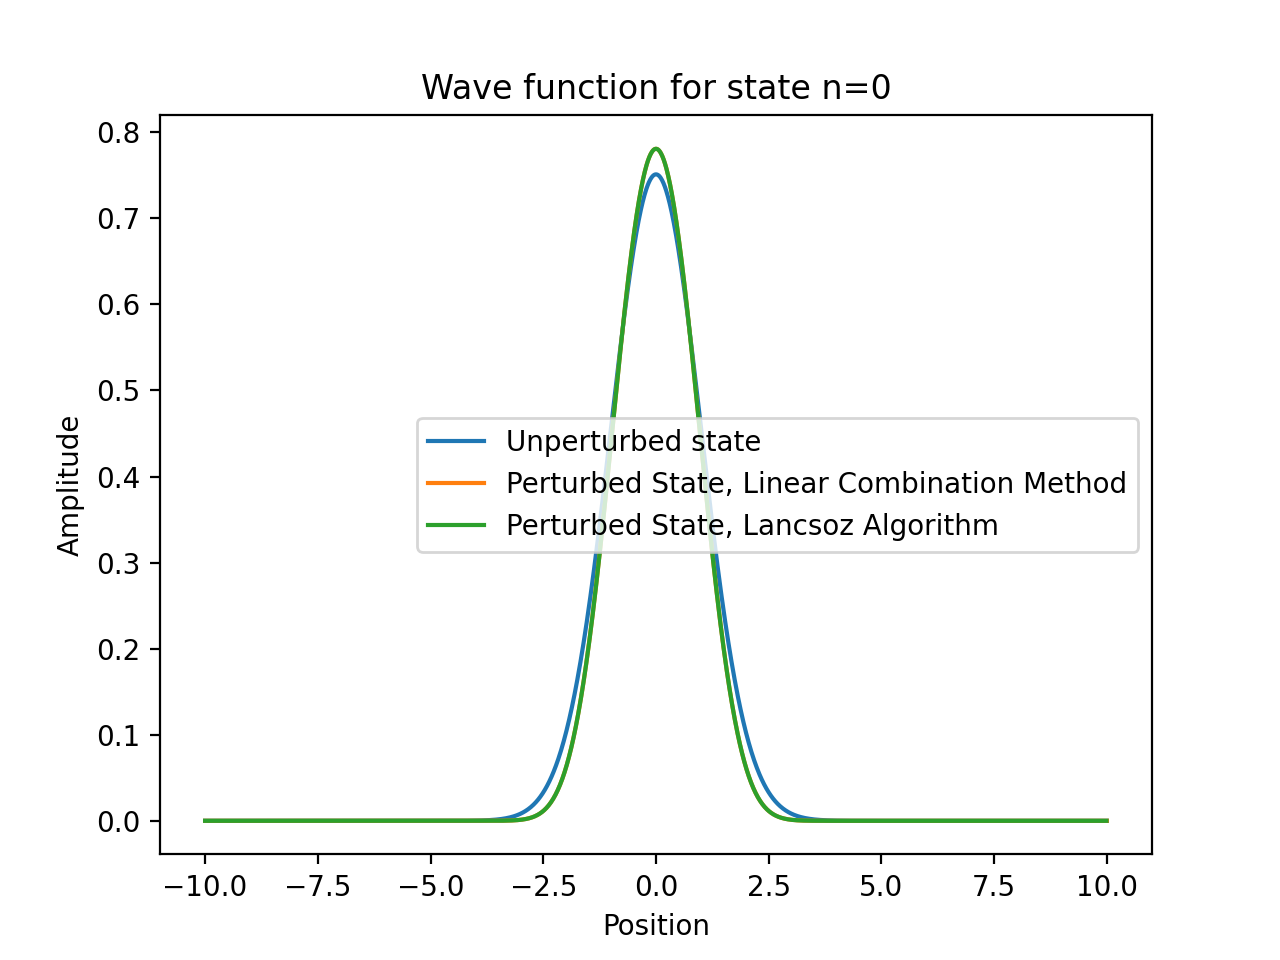 Wave function for state n=0
0.8
0.7
0.6
0.5
0.4
0.3
0.2
0.1
0.0
Amplitude
Unperturbed state
Perturbed State, Linear Combination Method
Perturbed State, Lancsoz Algorithm
−10.0 −7.5 −5.0 −2.5 0.0 2.5 5.0 7.5 10.0
Position